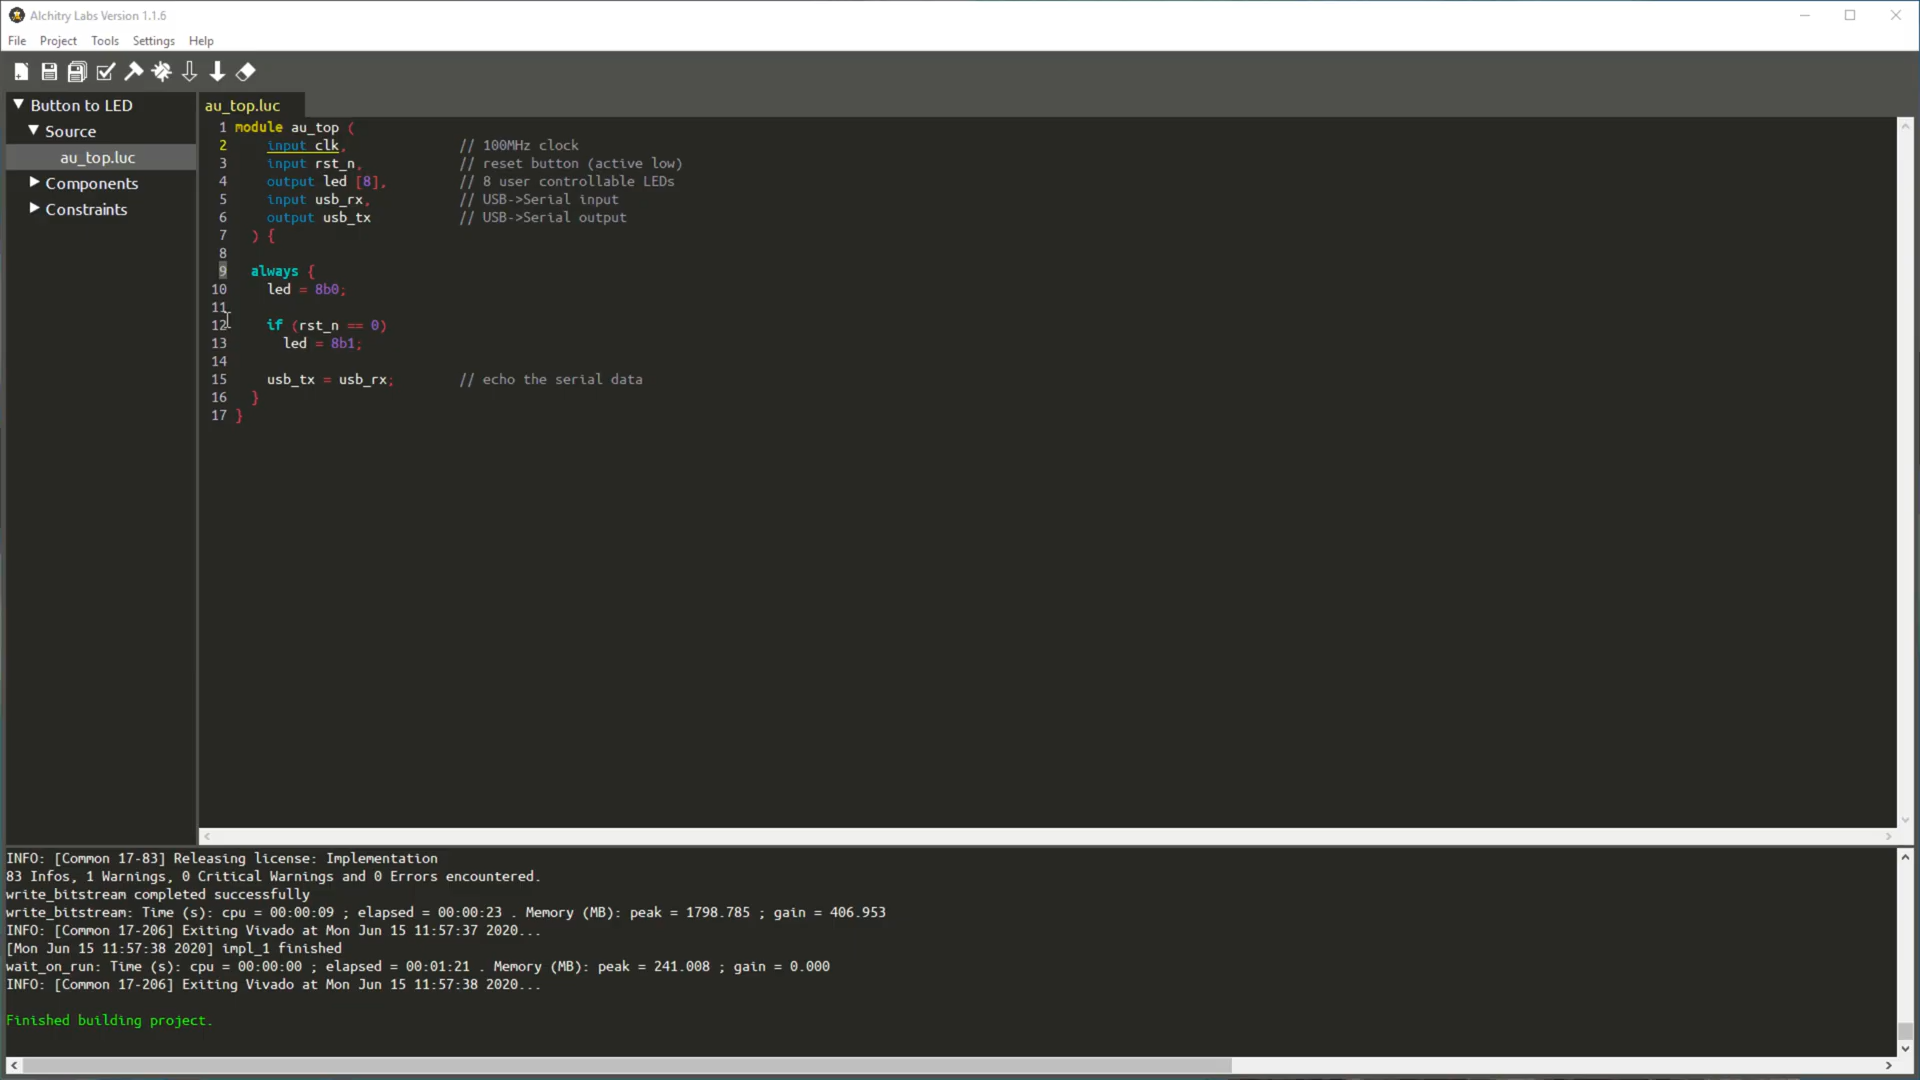 Alchitry Labs Version 1.1.6
File Project Tools Settings Help
Button to LED
Source
au_top.luc
Components
Constraints
au_top.luc
1 module au_top (
2 input clk, // 100MHz clock
3 input rst_n, // reset button (active low)
4 output led [8], // 8 user controllable LEDs
5 input usb_rx, // USB->Serial input
6 output usb_tx // USB->Serial output
7 ) {
8
9 always {
10 led = 8b0;
11
12 if (rst_n == 0)
13 led = 8b1;
14
15 usb_tx = usb_rx; // echo the serial data
16 }
17 }
INFO: [Common 17-83] Releasing license: Implementation
83 Infos, 1 Warnings, 0 Critical Warnings and 0 Errors encountered.
write_bitstream completed successfully
write_bitstream: Time (s): cpu = 00:00:09 ; elapsed = 00:00:23 . Memory (MB): peak = 1798.785 ; gain = 406.953
INFO: [Common 17-206] Exiting Vivado at Mon Jun 15 11:57:37 2020...
[Mon Jun 15 11:57:38 2020] impl_1 finished
wait_on_run: Time (s): cpu = 00:00:00 ; elapsed = 00:01:21 . Memory (MB): peak = 241.008 ; gain = 0.000
INFO: [Common 17-206] Exiting Vivado at Mon Jun 15 11:57:38 2020...
Finished building project.